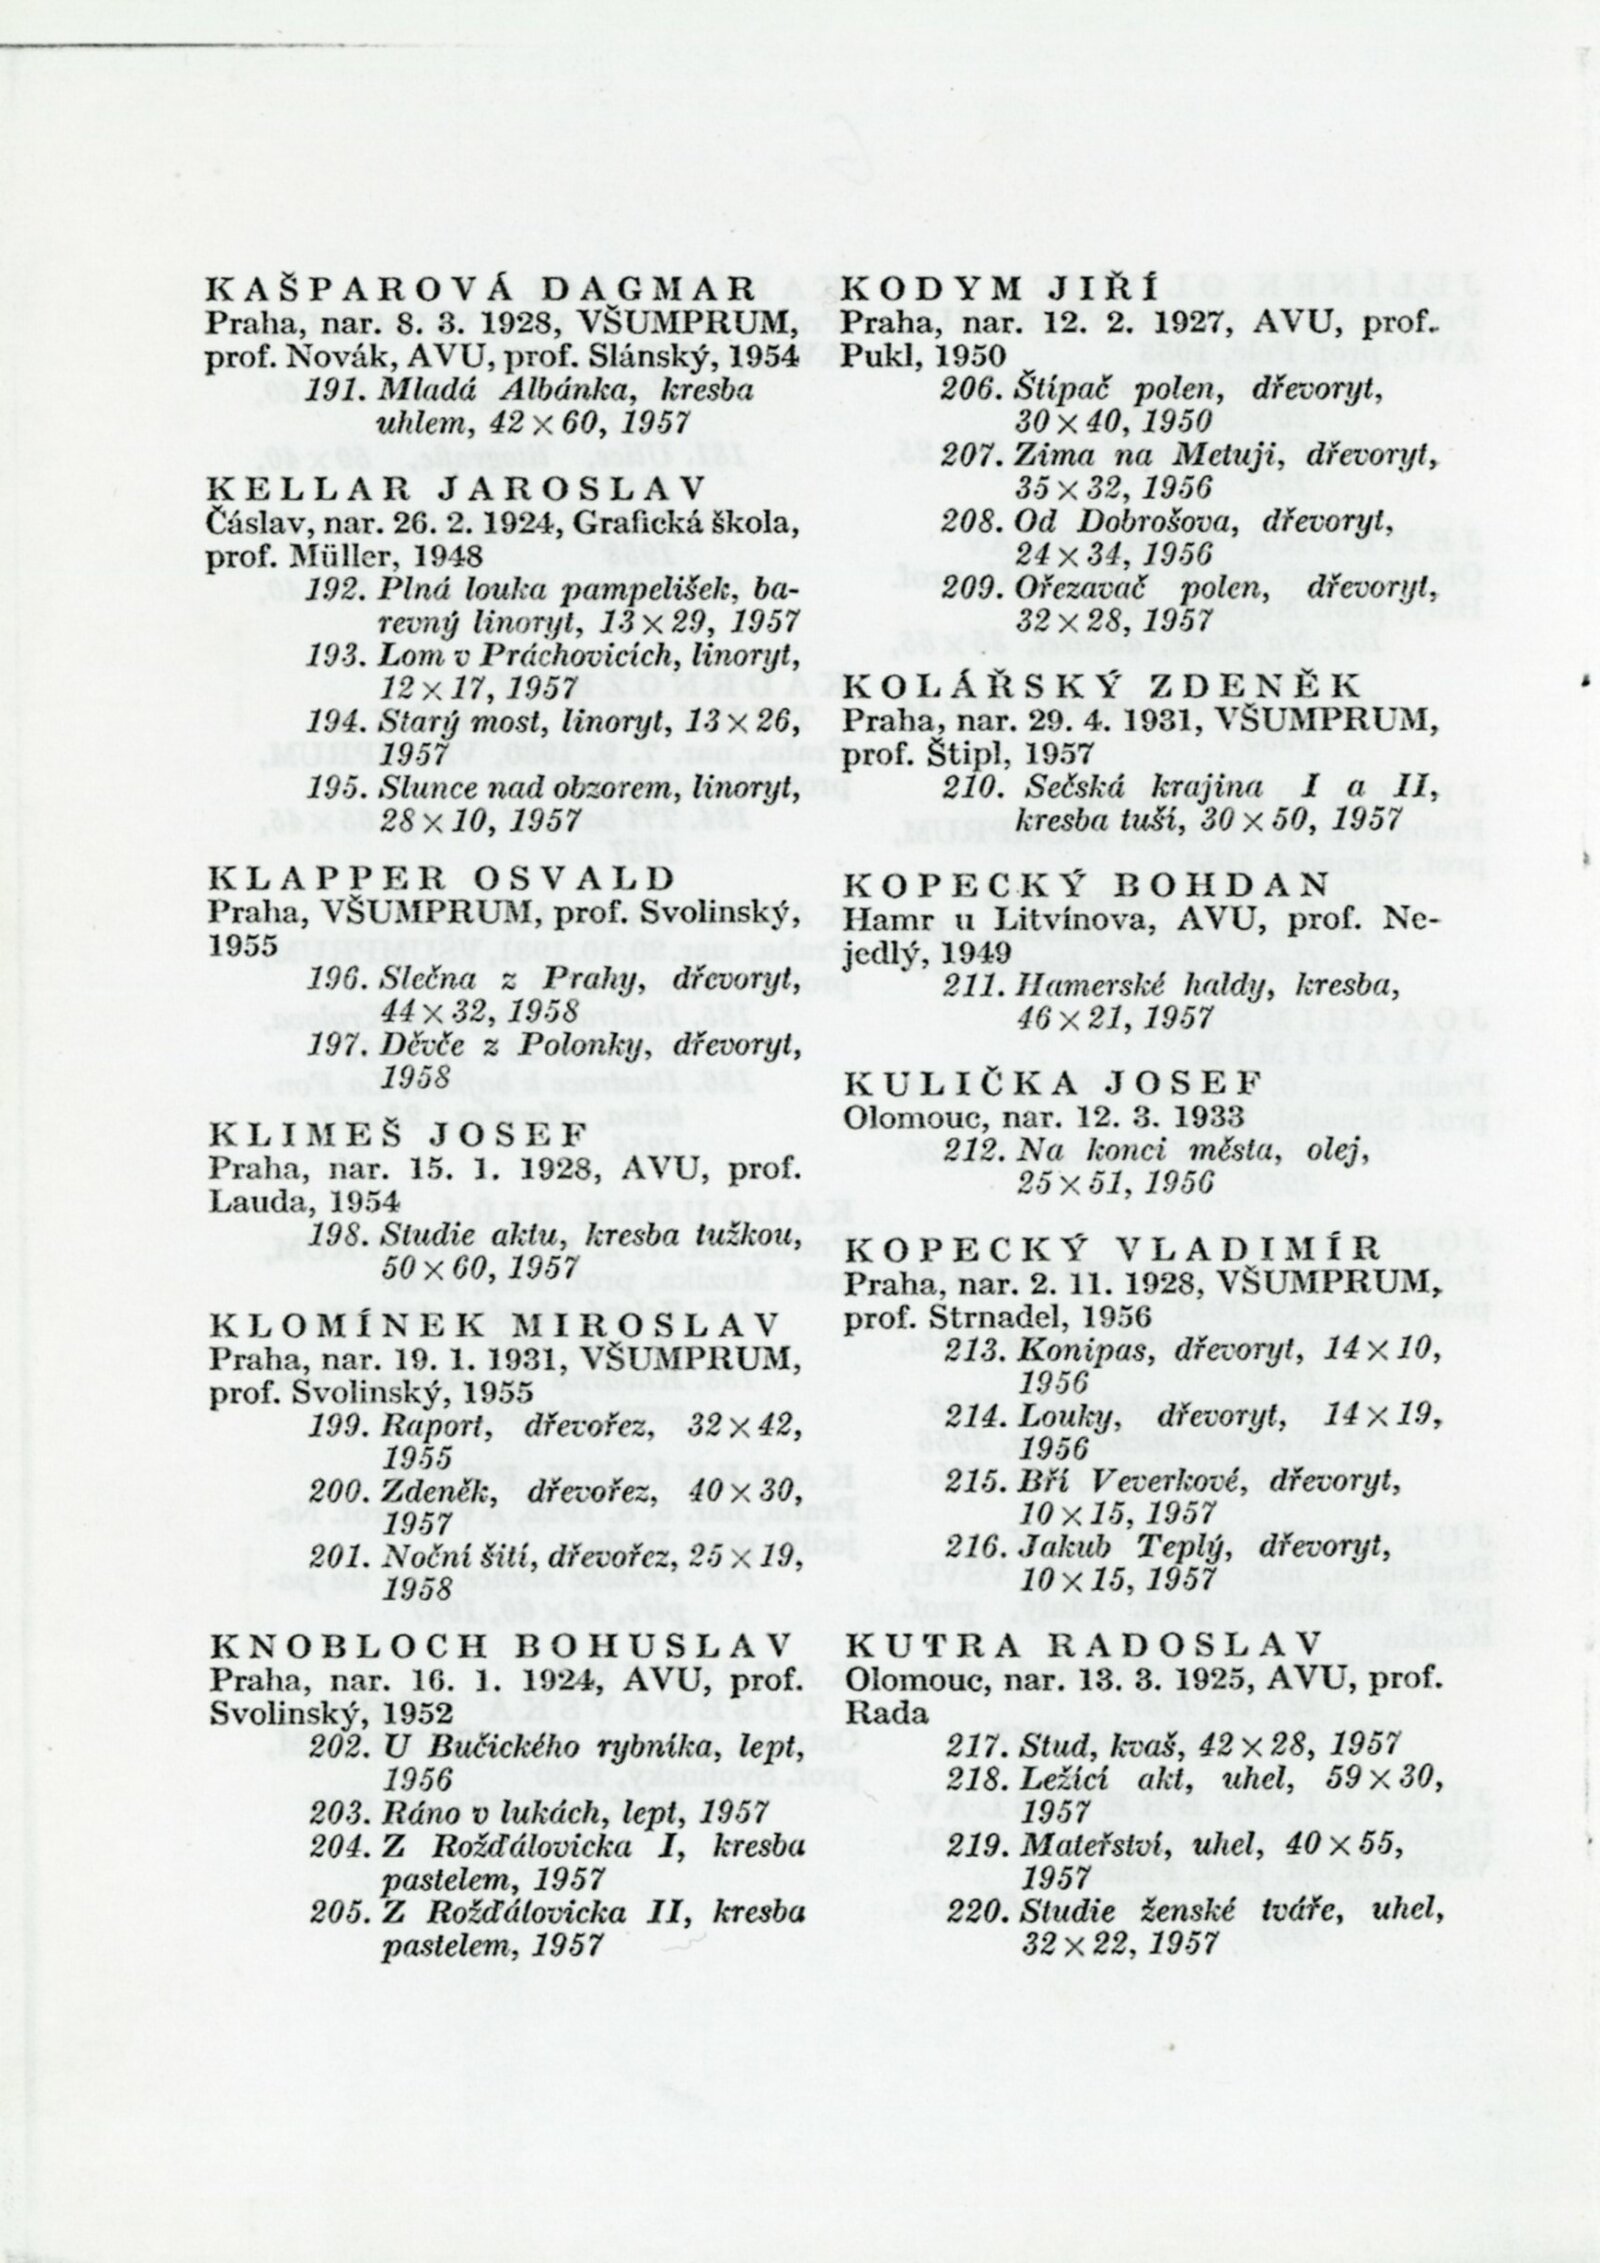 KAŠPAROVÁ DAGMAR
Praha, nar. 8. 3. 1928, VŠUMPRUM,
prof. Novák, AVU, prof. Slánský, 1954
191. Mladá Albánka, kresba
uhlem, 42 × 60, 1957
KELLAR JAROSLAV
Čáslav, nar. 26. 2. 1924, Grafická škola,
prof. Müller, 1948
192. Plná louka pampelišek, ba-
revný linoryt, 13 × 29, 1957
193. Lom v Práchovicích, linoryt,
12 × 17, 1957
194. Starý most, linoryt, 13 × 26,
1957
195. Slunce nad obzorem, linoryt,
28 × 10, 1957
KLAPPER OSVALD
Praha, VŠUMPRUM, prof. Svolinský,
1955
196. Slečna z Prahy, dřevoryt,
44 × 32, 1958
197. Děvče z Polonky, dřevoryt,
1958
KLIMEŠ JOSEF
Praha, nar. 15. 1. 1928, AVU, prof.
Lauda, 1954
198. Studie aktu, kresba tužkou,
50 × 60, 1957
KLOMÍNEK MIROSLAV
Praha, nar. 19. 1. 1931, VŠUMPRUM,
prof. Svolinský, 1955
199. Raport, dřevořez, 32 × 42,
1955
200. Zdeněk, dřevořez, 40 × 30,
1957
201. Noční šití, dřevořez, 25 × 19,
1958
KNOBLOCH BOHUSLAV
Praha, nar. 16. 1. 1924, AVU, prof.
Svolinský, 1952
202. U Bučického rybníka, lept,
1956
203. Ráno v lukách, lept, 1957
204. Z Rožďálovicka I, kresba
pastelem, 1957
205. Z Rožďálovicka II, kresba
pastelem, 1957
KODYM JIŘÍ
Praha, nar. 12. 2. 1927, AVU, prof.
Pukl, 1950
206. Štípač polen, dřevoryt,
30 × 40, 1950
207. Zima na Metuji, dřevoryt,
35 × 32, 1956
208. Od Dobrošova, dřevoryt,
24 × 34, 1956
209. Ořezavač polen, dřevoryt,
32 × 28, 1957
KOLÁŘSKÝ ZDENĚK
Praha, nar. 29. 4. 1931, VŠUMPRUM,
prof. Štipl, 1957
210. Sečská krajina I a II,
kresba tuší, 30 × 50, 1957
KOPECKÝ BOHDAN
Hamr u Litvínova, AVU, prof. Ne-
jedlý, 1949
211. Hamerské haldy, kresba,
46 × 21, 1957
KULIČKA JOSEF
Olomouc, nar. 12. 3. 1933
212. Na konci města, olej,
25 × 51, 1956
KOPECKÝ VLADIMÍR
Praha, nar. 2. 11. 1928, VŠUMPRUM,
prof. Strnadel, 1956
213. Konipas, dřevoryt, 14 × 10,
1956
214. Louky, dřevoryt, 14 × 19,
1956
215. Bří Veverkové, dřevoryt,
10 × 15, 1957
216. Jakub Teplý, dřevoryt,
10 × 15, 1957
KUTRA RADOSLAV
Olomouc, nar. 13. 3. 1925, AVU, prof.
Rada
217. Stud, kvaš, 42 × 28, 1957
218. Ležící akt, uhel, 59 × 30,
1957
219. Mateřství, uhel, 40 × 55,
1957
220. Studie ženské tváře, uhel,
32 × 22, 1957